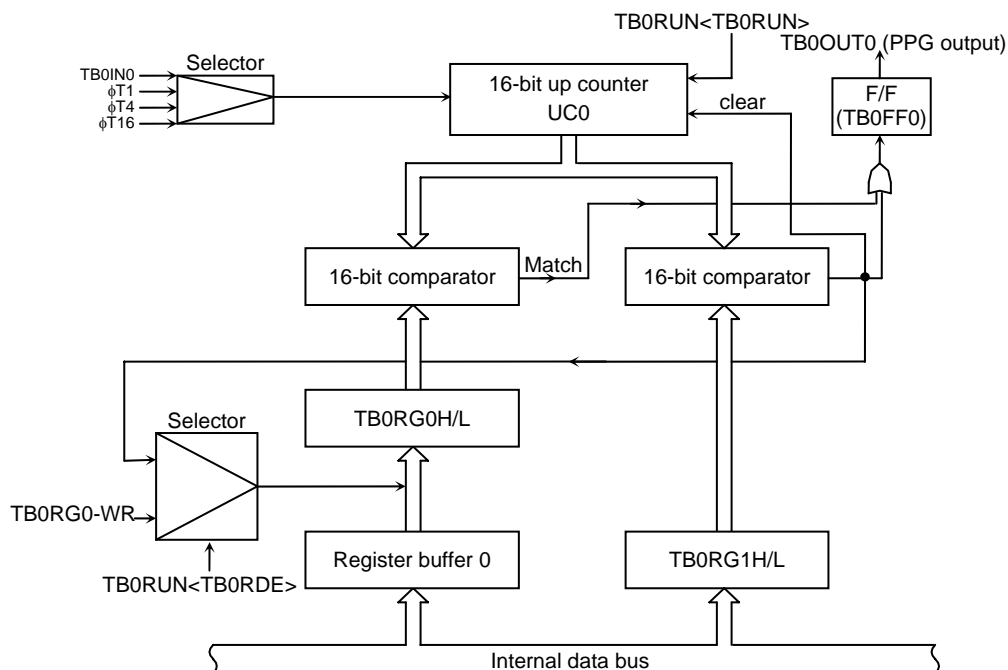 TB0RUN<TB0RUN>
TB0OUT0 (PPG output)
Selector
TB0IN0
ϕT1
ϕT4
ϕT16
16-bit up counter
UC0
clear
F/F
(TB0FF0)
16-bit comparator
Match
16-bit comparator
TB0RG0H/L
Selector
TB0RG0-WR
Register buffer 0
TB0RG1H/L
TB0RUN<TB0RDE>
Internal data bus